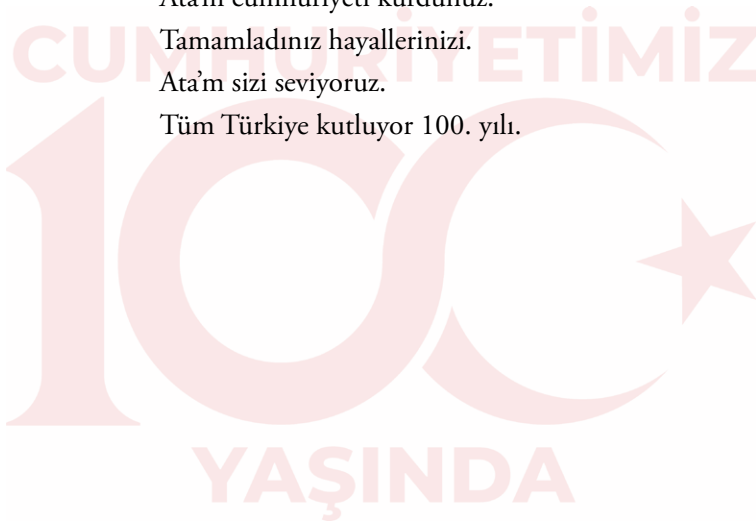 Ata'm cumhuriyeti kurdunuz.
CUMHURİYETİMİZ
Tamamladınız hayallerinizi.
Ata’m sizi seviyoruz.
Tüm Türkiye kutluyor 100. yılı.
100
YAŞINDA